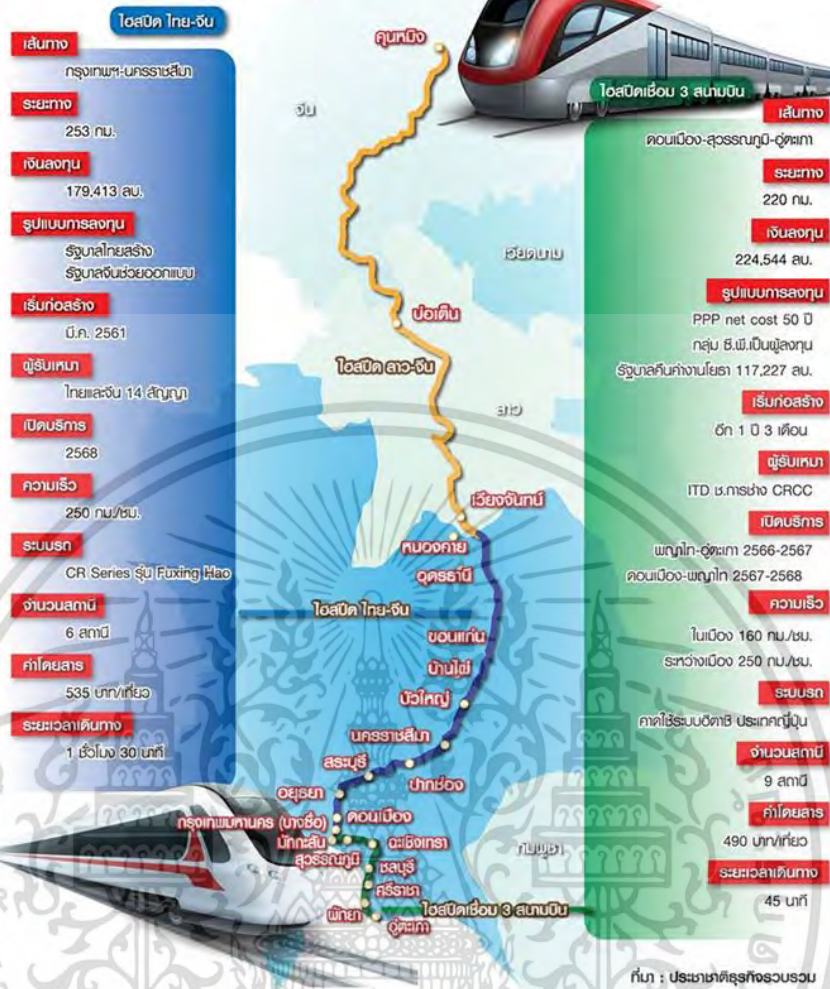 ไฮสปีด ไทย-จีน
เส้นทาง
กรุงเทพฯ-นครราชสีมา
ระยะทาง
253 กม.
เงินลงทุน
179,413 ลบ.
รูปแบบการลงทุน
รัฐบาลไทยสร้าง
รัฐบาลจีนช่วยออกแบบ
เริ่มก่อสร้าง
มี.ค. 2561
ผู้รับเหมา
ไทยและจีน 14 สัญญา
เปิดบริการ
2568
ความเร็ว
250 กม./ชม.
ระบบรถ
CR Series รุ่น Fuxing Hao
จำนวนสถานี
6 สถานี
ค่าโดยสาร
535 บาท/เที่ยว
ระยะเวลาเดินทาง
1 ชั่วโมง 30 นาที
คุนหมิง
จีน
เวียดนาม
บ่อเต็น
ไฮสปีด ลาว-จีน
ลาว
เวียงจันทน์
หนองคาย
อุดรธานี
ไฮสปีด ไทย-จีน
ขอนแก่น
บ้านไผ่
บัวใหญ่
นครราชสีมา
สระบุรี
ปากช่อง
อยุธยา
ดอนเมือง
กรุงเทพมหานคร (บางซื่อ)
มักกะสัน
ฉะเชิงเทรา
กัมพูชา
สุวรรณภูมิ
ชลบุรี
ศรีราชา
พัทยา
ไฮสปีดเชื่อม 3 สนามบิน
อู่ตะเภา
ไฮสปีดเชื่อม 3 สนามบิน
เส้นทาง
ดอนเมือง-สุวรรณภูมิ-อู่ตะเภา
ระยะทาง
220 กม.
เงินลงทุน
224,544 ลบ.
รูปแบบการลงทุน
PPP net cost 50 ปี
กลุ่ม ซี.พี.เป็นผู้ลงทุน
รัฐบาลคืนค่างานโยธา 117,227 ลบ.
เริ่มก่อสร้าง
อีก 1 ปี 3 เดือน
ผู้รับเหมา
ITD ช.การช่าง CRCC
เปิดบริการ
พญาไท-อู่ตะเภา 2566-2567
ดอนเมือง-พญาไท 2567-2568
ความเร็ว
ในเมือง 160 กม./ชม.
ระหว่างเมือง 250 กม./ชม.
ระบบรถ
คาดใช้ระบบฮิตาชิ ประเทศญี่ปุ่น
จำนวนสถานี
9 สถานี
ค่าโดยสาร
490 บาท/เที่ยว
ระยะเวลาเดินทาง
45 นาที
ที่มา : ประชาชาติธุรกิจรวบรวม